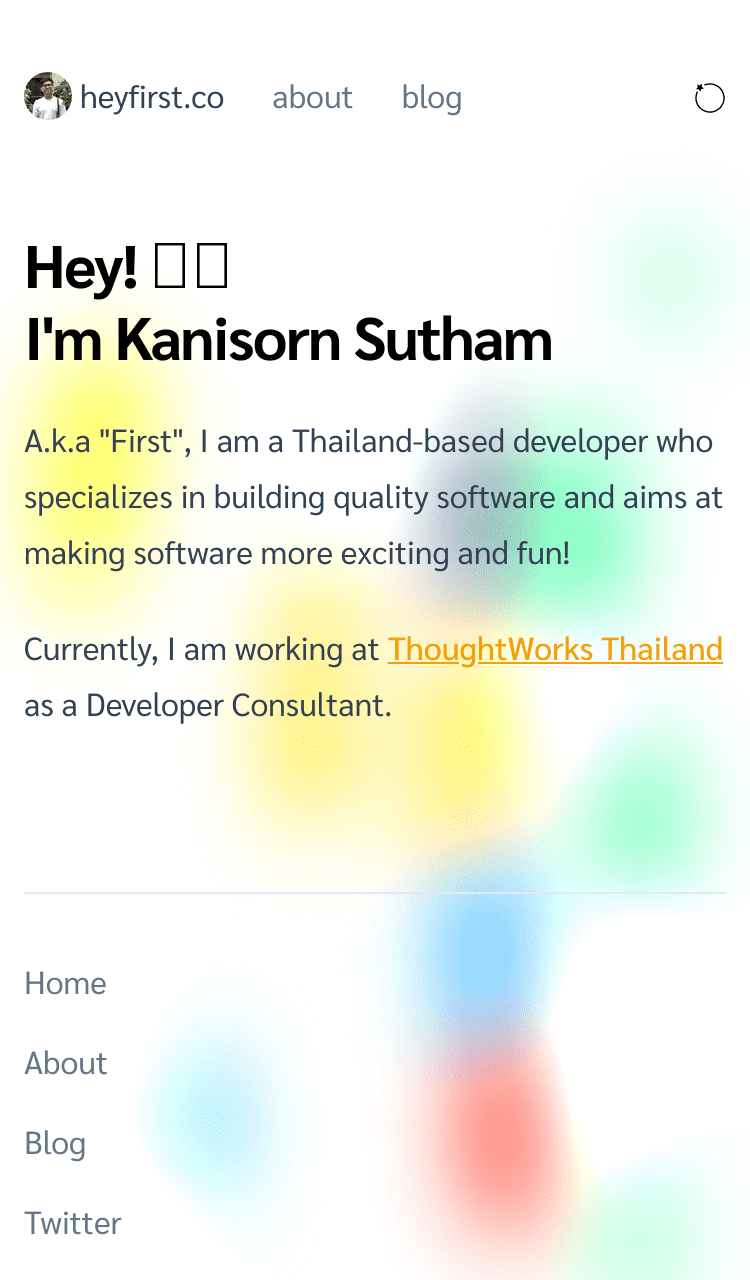 heyfirst.co about blog
Hey!
I'm Kanisorn Sutham
A.k.a "First", I am a Thailand-based developer who
specializes in building quality software and aims at
making software more exciting and fun!
Currently, I am working at ThoughtWorks Thailand
as a Developer Consultant.
Home
About
Blog
Twitter